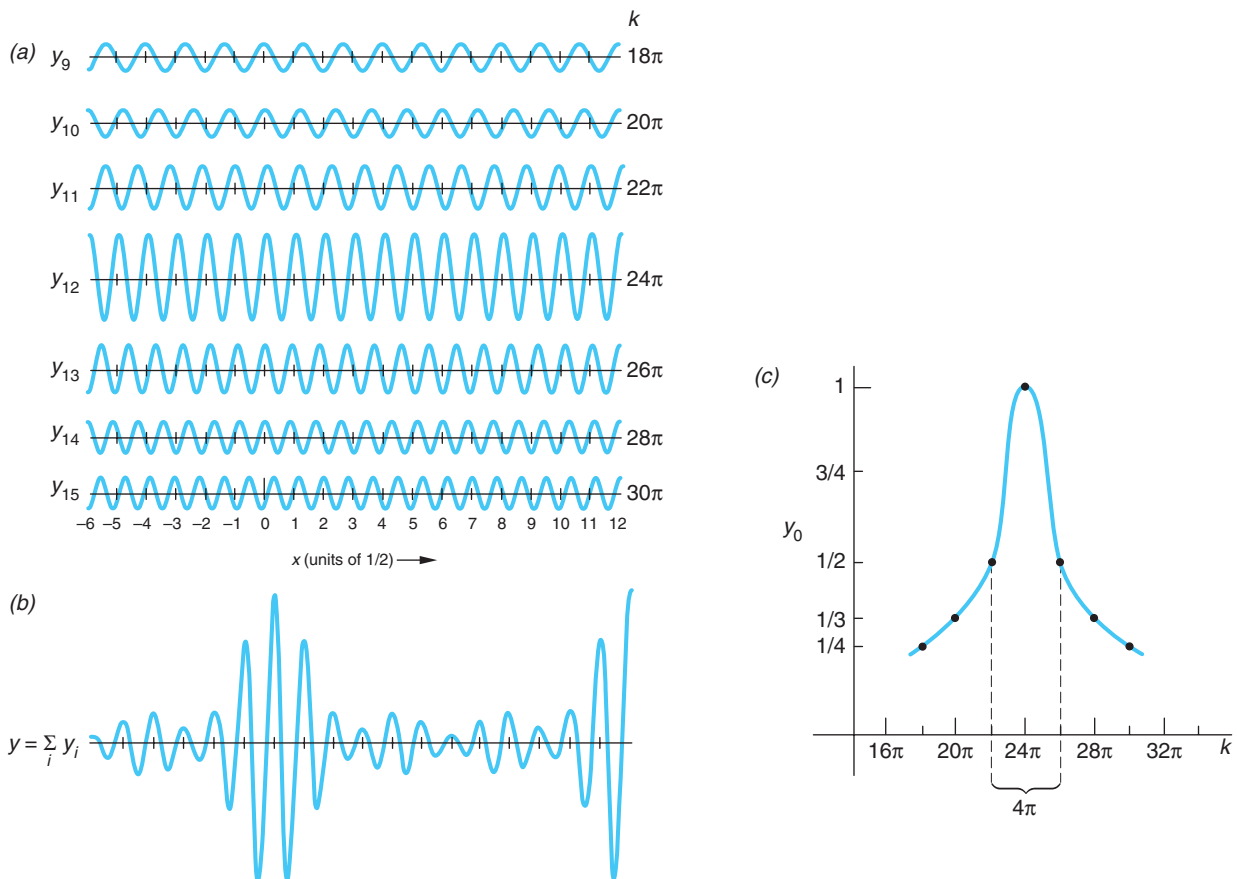 k
(a) y9 18π
y10 20π
y11 22π
y12 24π
y13 26π
y14 28π
y15 30π
–6 –5 –4 –3 –2 –1 0 1 2 3 4 5 6 7 8 9 10 11 12
x (units of 1/2)
(b)
y = Σ yi
i
(c)
1
3/4
y0
1/2
1/3
1/4
16π 20π 24π 28π 32π k
4π